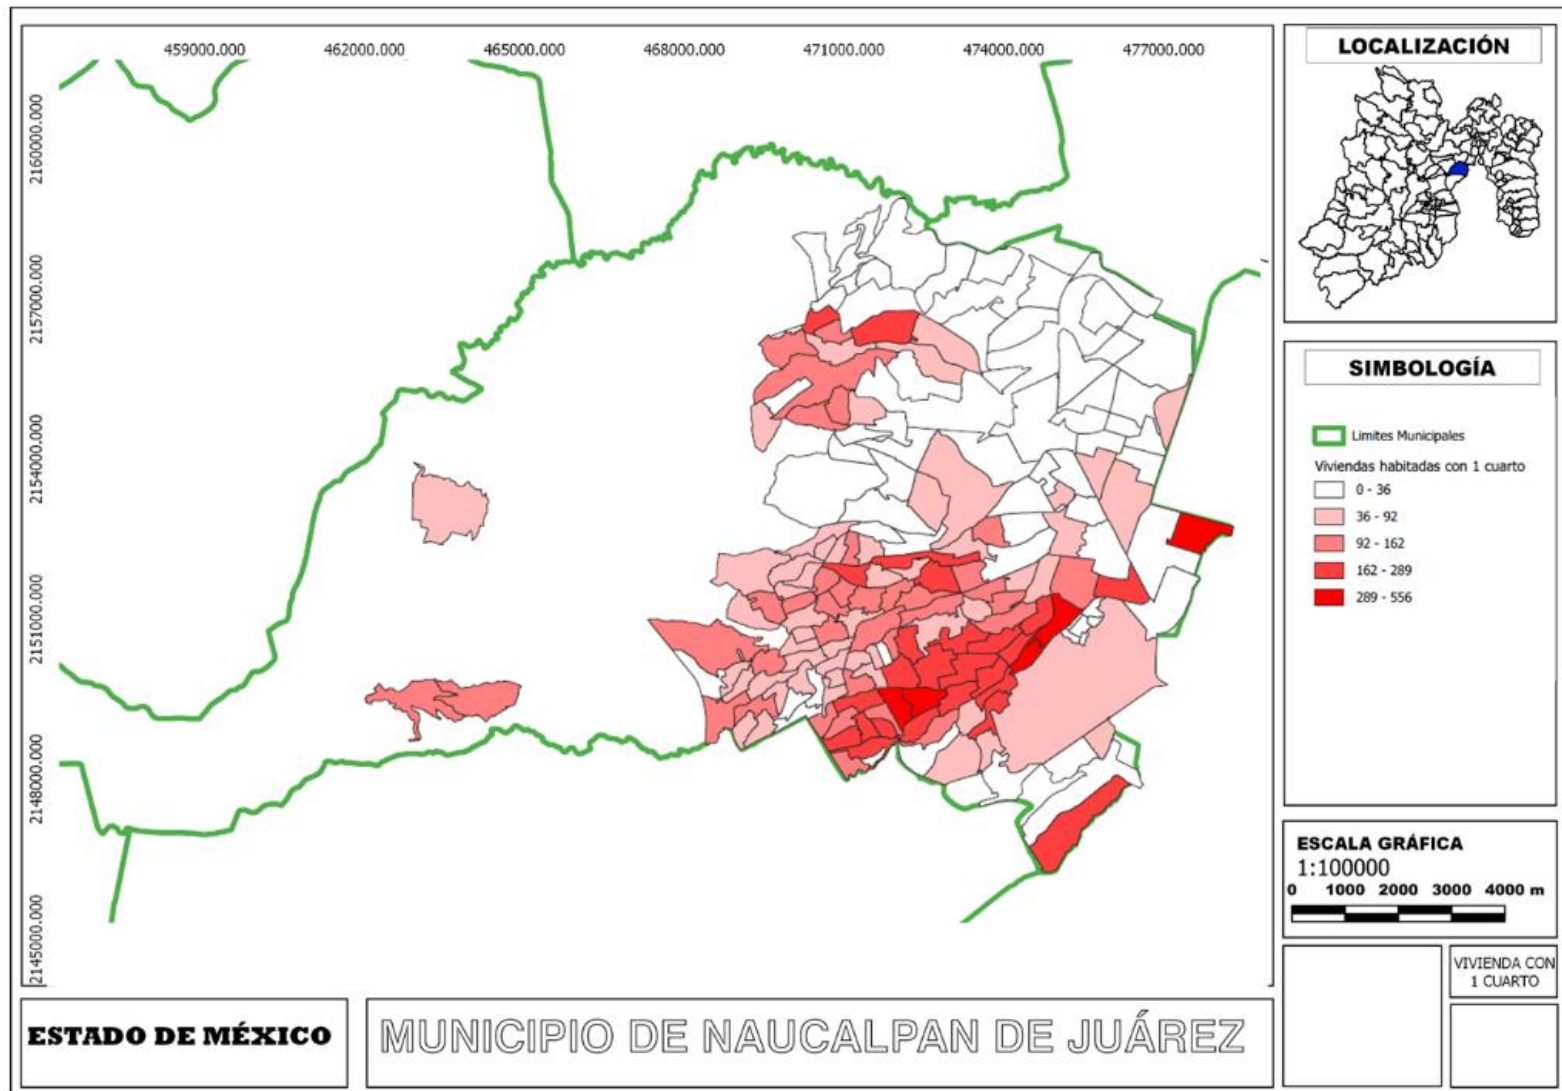 459000.000 462000.000 465000.000 468000.000 471000.000 474000.000 477000.000
2160000.000
2157000.000
2154000.000
2151000.000
2148000.000
2145000.000
LOCALIZACIÓN
SIMBOLOGÍA
Limites Municipales
Viviendas habitadas con 1 cuarto
0 - 36
36 - 92
92 - 162
162 - 289
289 - 556
ESCALA GRÁFICA
1:100000
0 1000 2000 3000 4000 m
VIVIENDA CON
1 CUARTO
ESTADO DE MÉXICO
MUNICIPIO DE NAUCALPAN DE JUÁREZ